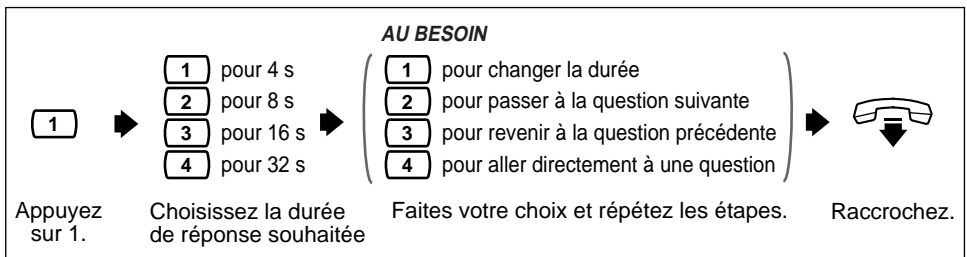 AU BESOIN
1
1 pour 4 s
2 pour 8 s
3 pour 16 s
4 pour 32 s
1 pour changer la durée
2 pour passer à la question suivante
3 pour revenir à la question précédente
4 pour aller directement à une question
Appuyez
sur 1.
Choisissez la durée
de réponse souhaitée
Faites votre choix et répétez les étapes.
Raccrochez.